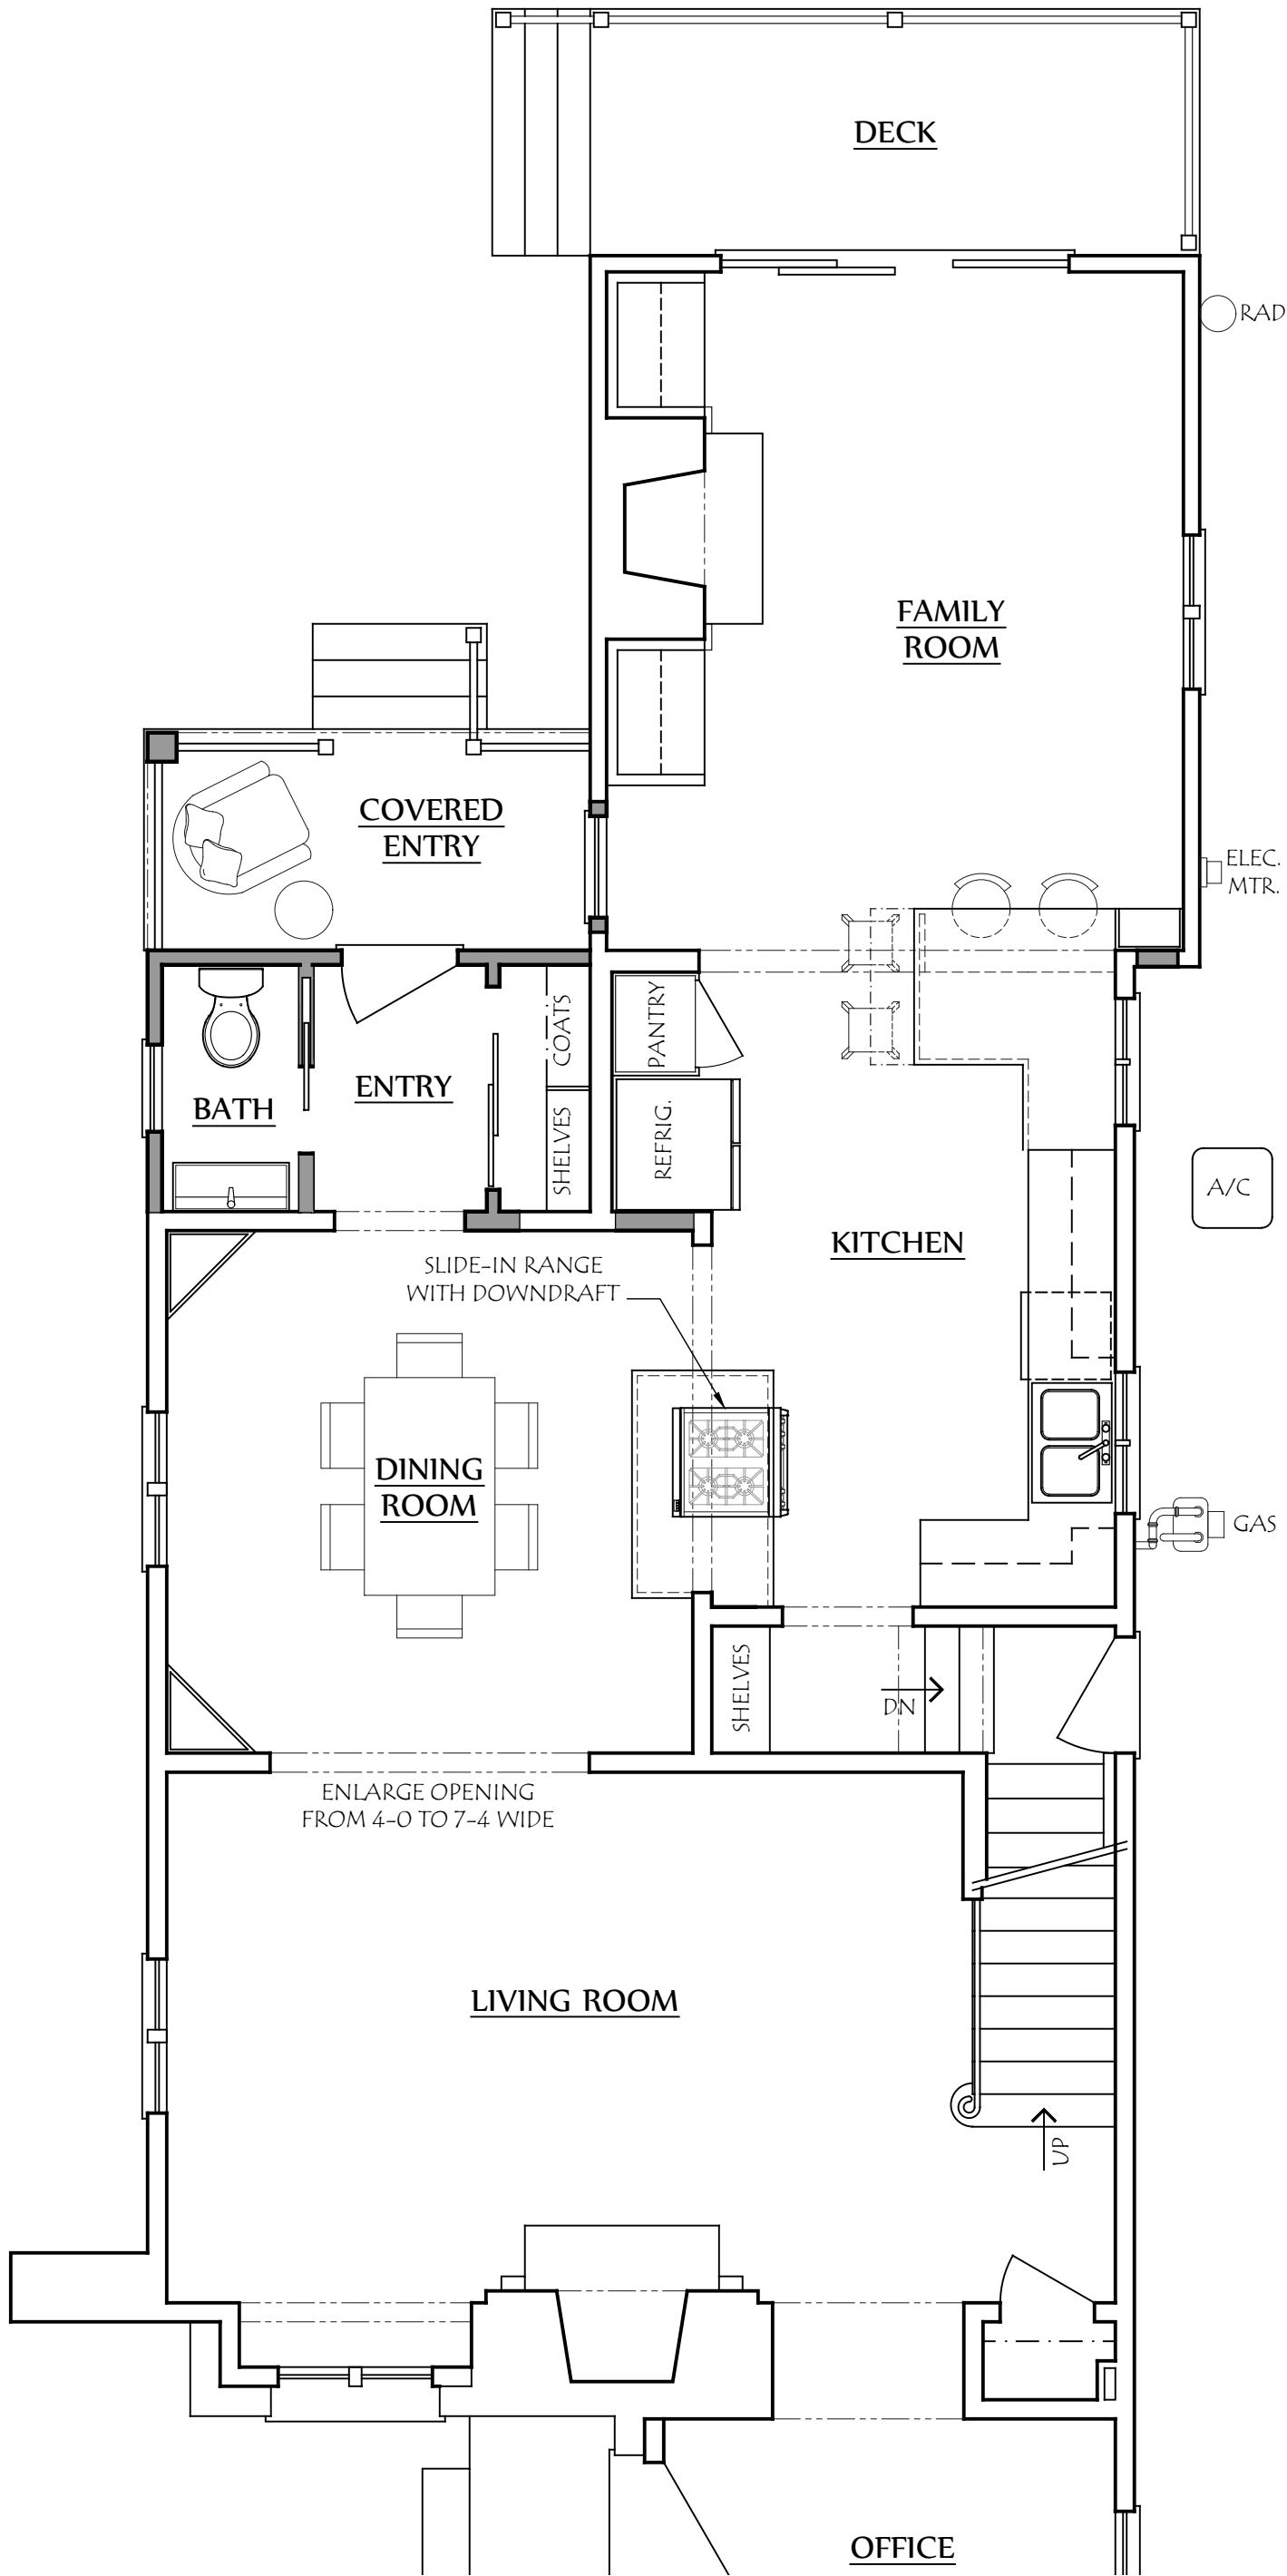 DECK
RAD
FAMILY
ROOM
COVERED
ENTRY
ELEC.
MTR.
COATS
PANTRY
ENTRY
BATH
SHELVES
REFRIG.
A/C
KITCHEN
SLIDE-IN RANGE
WITH DOWNDRAFT
DINING
ROOM
GAS
SHELVES
DN
ENLARGE OPENING
FROM 4-0 TO 7-4 WIDE
LIVING ROOM
UP
OFFICE